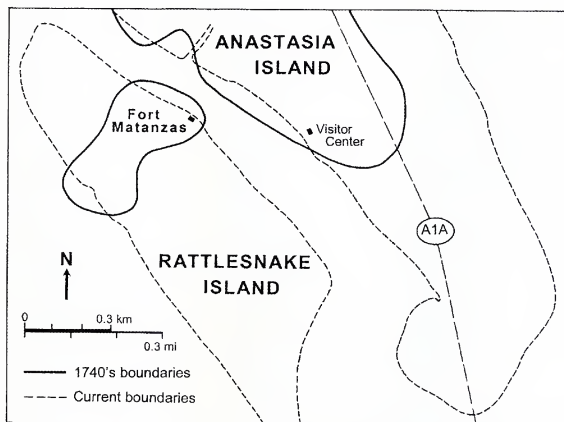 ANASTASIA
ISLAND
Fort
Matanzas
Visitor
Center
A1A
RATTLESNAKE
ISLAND
N
0 0.3 km
0.3 mi
1740's boundaries
Current boundaries